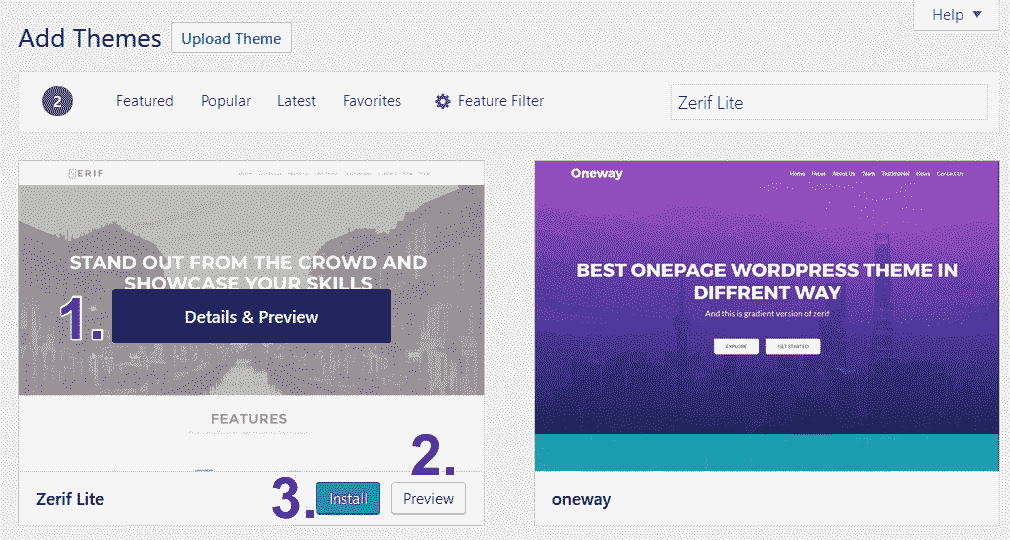 Help
Add Themes Upload Theme
2 Featured Popular Latest Favorites Feature Filter Zerif Lite
ERIF
STAND OUT FROM THE CROWD AND
SHOWCASE YOUR SKILLS
1. Details & Preview
FEATURES
2.
Zerif Lite 3. Install Preview
Oneway Home About Us Team Testimonial News Contact Us
BEST ONEPAGE WORDPRESS THEME IN
DIFFRENT WAY
And this is gradient version of zerif
EXPLORE GET STARTED
oneway